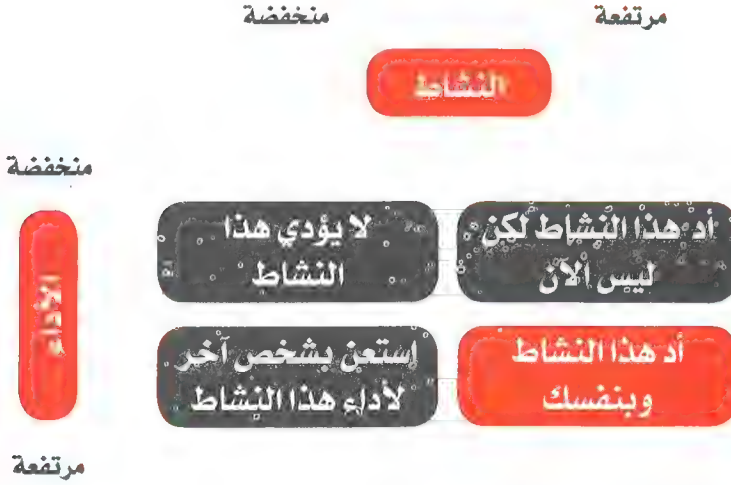 مرتفعة
منخفضة
النشاط
منخفضة
أد هذا النشاط لكن
ليس الآن
لا يؤدي هذا
النشاط
الأداء
أد هذا النشاط
وبنفسك
إستعن بشخص آخر
لأداء هذا النشاط
مرتفعة